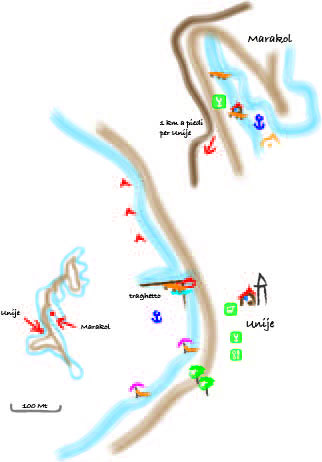 Marakol
1 km a piedi
per Unije
traghetto
Unije
Marakol
Unije
100 Mt